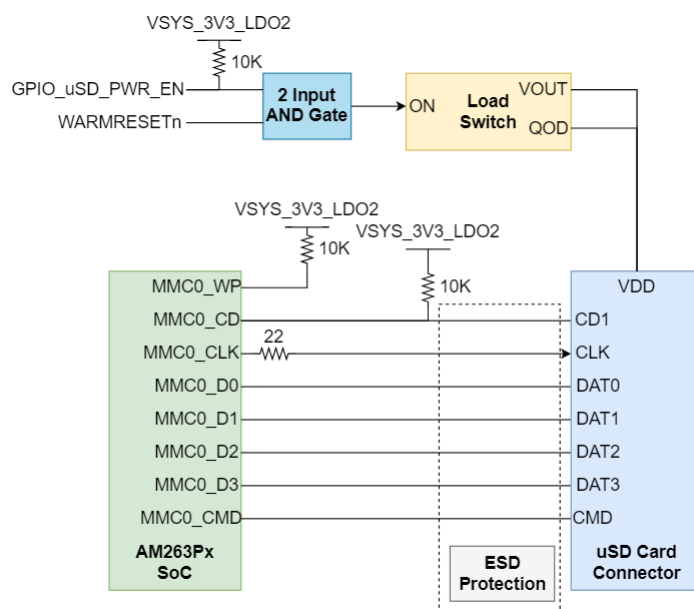 VSYS_3V3_LDO2
10K
GPIO_uSD_PWR_EN
WARMRESETn
2 Input
AND Gate
ON
Load
Switch
VOUT
QOD
VSYS_3V3_LDO2
10K
VSYS_3V3_LDO2
10K
MMC0_WP
MMC0_CD
MMC0_CLK
22
MMC0_D0
MMC0_D1
MMC0_D2
MMC0_D3
MMC0_CMD
AM263Px
SoC
VDD
CD1
CLK
DAT0
DAT1
DAT2
DAT3
CMD
uSD Card
Connector
ESD
Protection